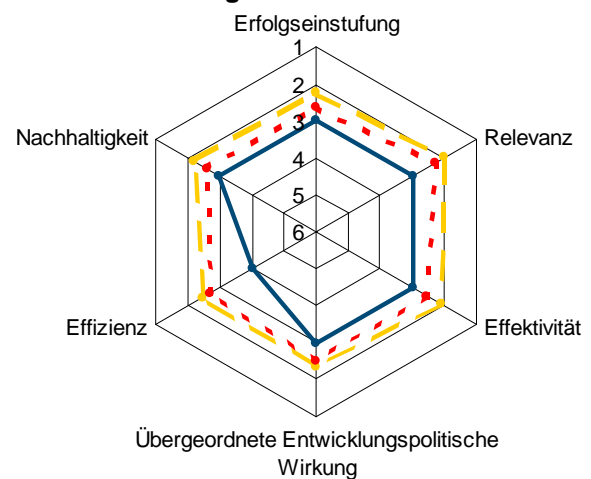 Erfolgseinstufung
1
2
3
4
5
6
Nachhaltigkeit
Relevanz
Effizienz
Effektivität
Übergeordnete Entwicklungspolitische
Wirkung